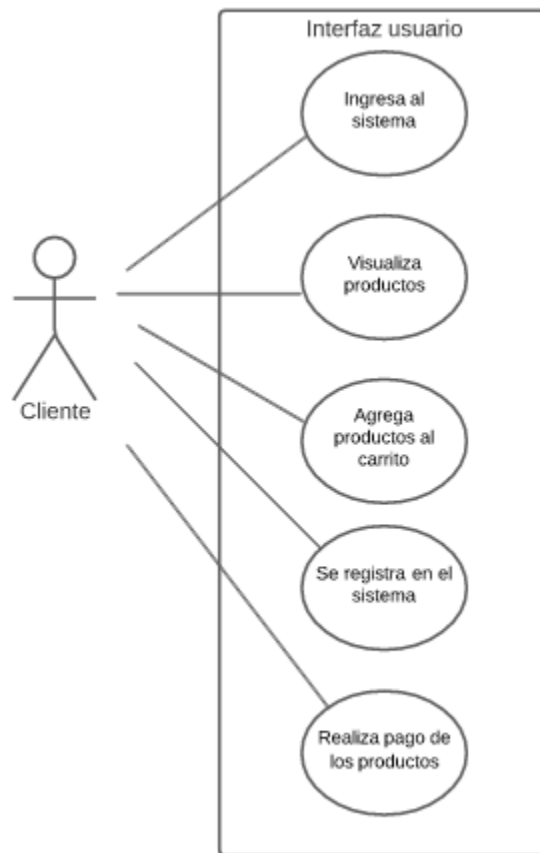 Interfaz usuario
Ingresa al
sistema
Visualiza
productos
Cliente
Agrega
productos al
carrito
Se registra en el
sistema
Realiza pago de
los productos